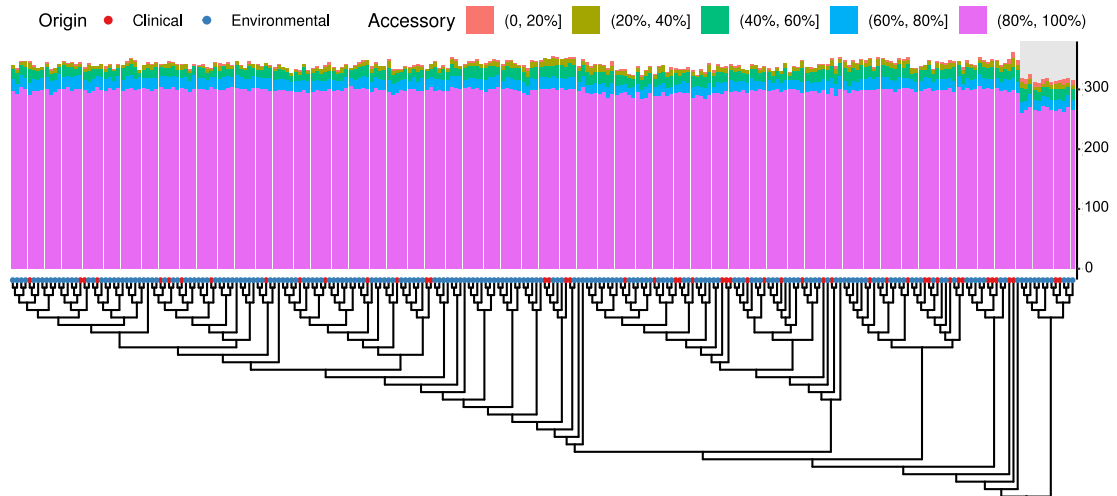 Origin Clinical Environmental Accessory (0, 20%] (20%, 40%] (40%, 60%] (60%, 80%] (80%, 100%)
300
200
100
0